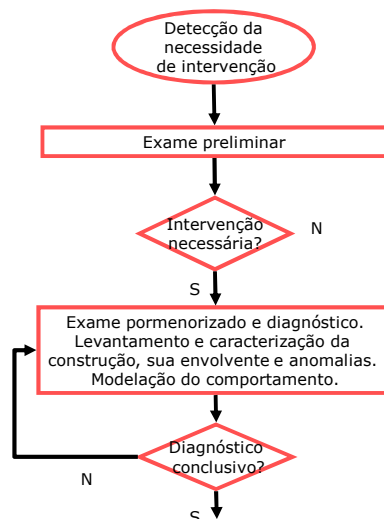 Detecção da
necessidade
de intervenção
Exame preliminar
Intervenção
necessária?
N
S
Exame pormenorizado e diagnóstico.
Levantamento e caracterização da
construção, sua envolvente e anomalias.
Modelação do comportamento.
Diagnóstico
conclusivo?
N
S